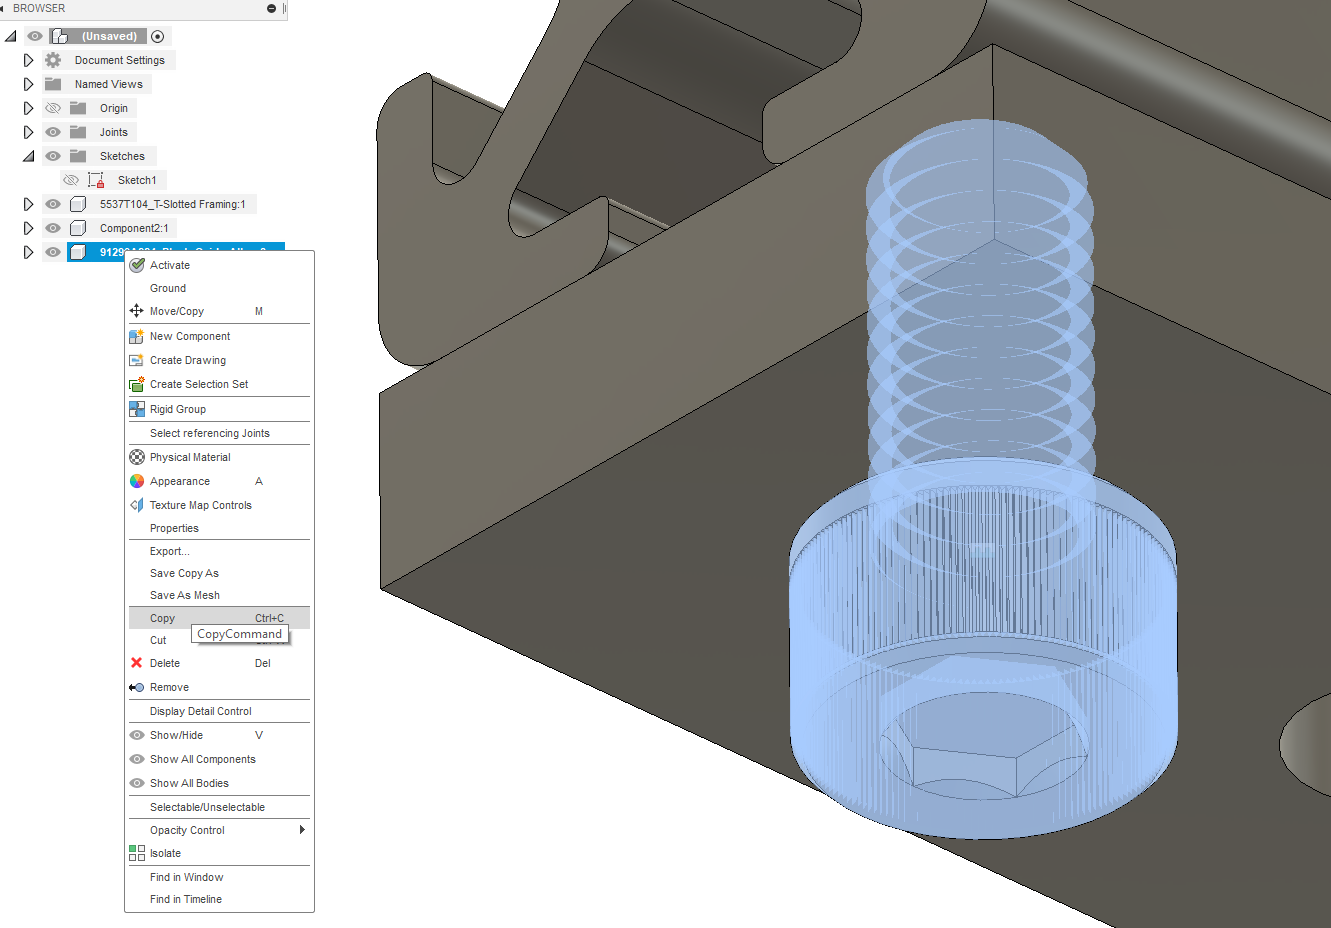 BROWSER
(Unsaved)
Document Settings
Named Views
Origin
Joints
Sketches
Sketch1
5537T104_T-Slotted Framing:1
Component2:1
Activate
Ground
Move/Copy M
New Component
Create Drawing
Create Selection Set
Rigid Group
Select referencing Joints
Physical Material
Appearance A
Texture Map Controls
Properties
Export...
Save Copy As
Save As Mesh
Copy Ctrl+C
CopyCommand
Cut
Delete Del
Remove
Display Detail Control
Show/Hide V
Show All Components
Show All Bodies
Selectable/Unselectable
Opacity Control
Isolate
Find in Window
Find in Timeline